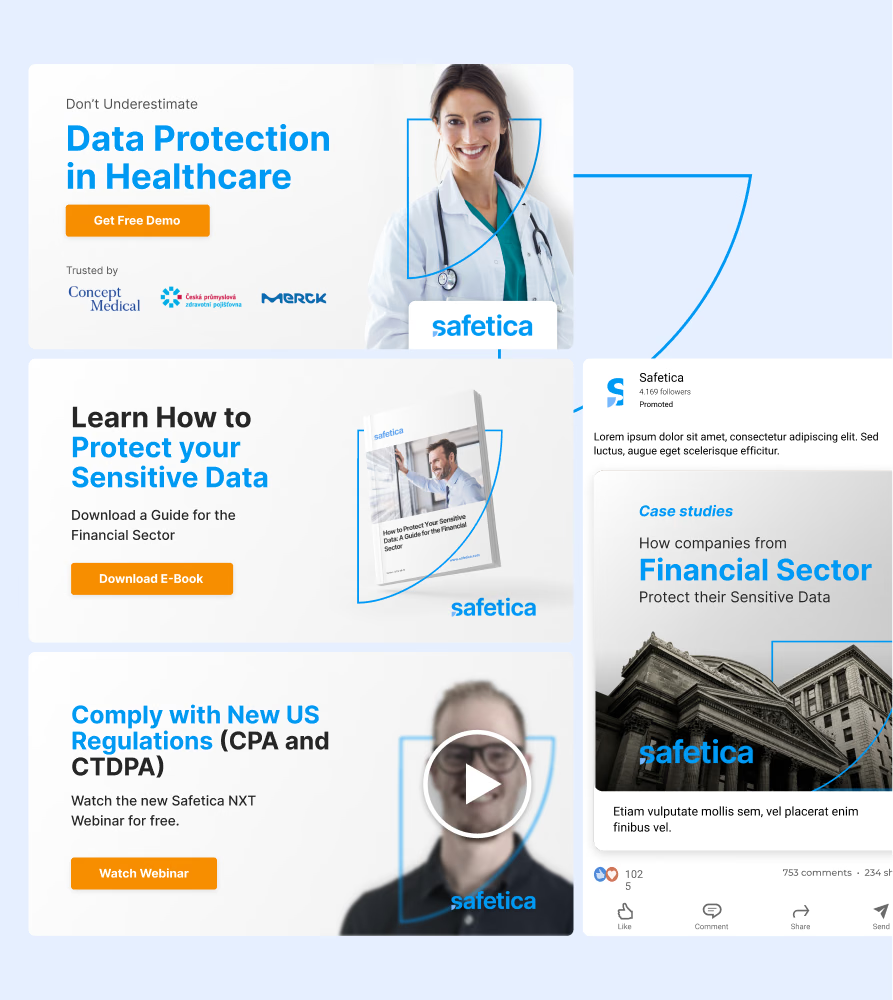 Don’t Underestimate
Data Protection
in Healthcare
Get Free Demo
Trusted by
Concept
Medical
Česká průmyslová
zdravotní pojišťovna
MERCK
safetica
Learn How to
Protect your
Sensitive Data
Download a Guide for the
Financial Sector
Download E-Book
safetica
How to Protect Your Sensitive
Data: A Guide for the Financial
Sector
www.safetica.com
safetica
Comply with New US
Regulations (CPA and
CTDPA)
Watch the new Safetica NXT
Webinar for free.
Watch Webinar
safetica
Safetica
4.169 followers
Promoted
Lorem ipsum dolor sit amet, consectetur adipiscing elit. Sed
luctus, augue eget scelerisque efficitur.
Case studies
How companies from
Financial Sector
Protect their Sensitive Data
safetica
Etiam vulputate mollis sem, vel placerat enim
finibus vel.
102
5
753 comments • 234 sh
Like
Comment
Share
Send